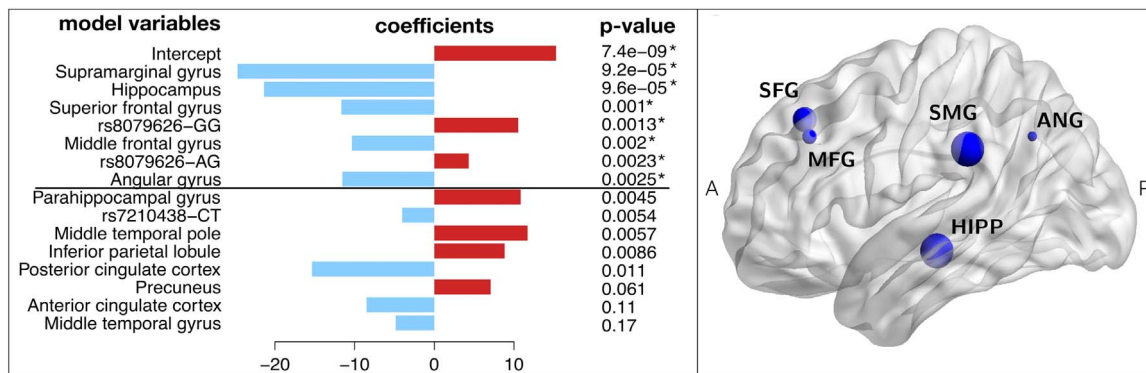 model variables coefficients p-value
Intercept 7.4e−09*
Supramarginal gyrus 9.2e−05*
Hippocampus 9.6e−05*
Superior frontal gyrus 0.001*
rs8079626−GG 0.0013*
Middle frontal gyrus 0.002*
rs8079626−AG 0.0023*
Angular gyrus 0.0025*
Parahippocampal gyrus 0.0045
rs7210438−CT 0.0054
Middle temporal pole 0.0057
Inferior parietal lobule 0.0086
Posterior cingulate cortex 0.011
Precuneus 0.061
Anterior cingulate cortex 0.11
Middle temporal gyrus 0.17
−20 −10 0 10
SFG
SMG ANG
MFG
A P
HIPP